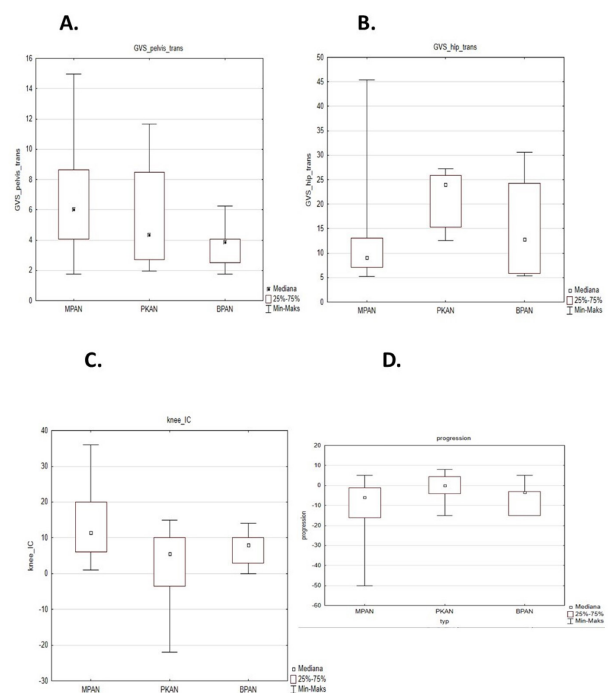 A.
GVS_pelvis_trans
16
14
12
10
8
6
4
2
0
GVS_pelvis_trans
MPAN PKAN BPAN
Mediana
25%-75%
Min-Maks
B.
GVS_hip_trans
50
45
40
35
30
25
20
15
10
5
0
GVS_hip_trans
MPAN PKAN BPAN
Mediana
25%-75%
Min-Maks
C.
knee_IC
40
30
20
10
0
-10
-20
-30
knee_IC
MPAN PKAN BPAN
Mediana
25%-75%
Min-Maks
D.
progression
20
10
0
-10
-20
-30
-40
-50
-60
progression
MPAN PKAN BPAN
typ
Mediana
25%-75%
Min-Maks